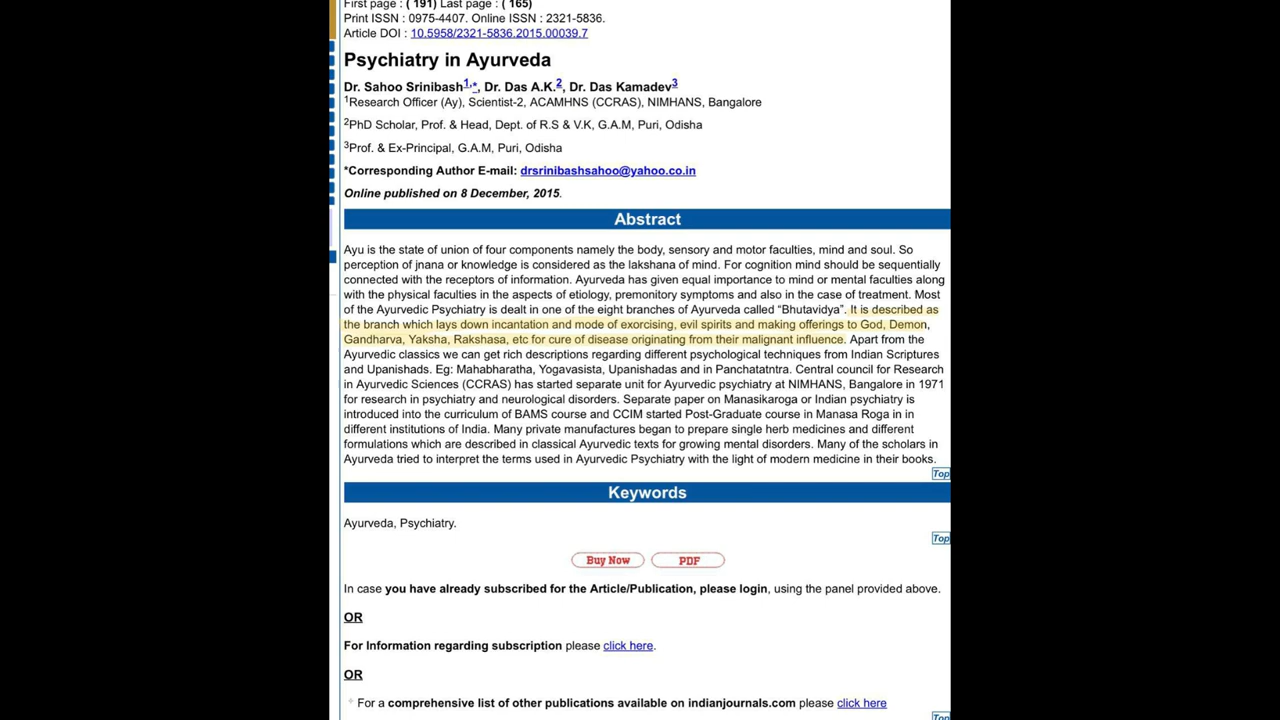 First page : ( 191) Last page : ( 165)
Print ISSN : 0975-4407. Online ISSN : 2321-5836.
Article DOI : 10.5958/2321-5836.2015.00039.7
Psychiatry in Ayurveda
Dr. Sahoo Srinibash1,*, Dr. Das A.K.2, Dr. Das Kamadev3
1Research Officer (Ay), Scientist-2, ACAMHNS (CCRAS), NIMHANS, Bangalore
2PhD Scholar, Prof. & Head, Dept. of R.S & V.K, G.A.M, Puri, Odisha
3Prof. & Ex-Principal, G.A.M, Puri, Odisha
*Corresponding Author E-mail: drsrinibashsahoo@yahoo.co.in
Online published on 8 December, 2015.
Abstract
Ayu is the state of union of four components namely the body, sensory and motor faculties, mind and soul. So
perception of jnana or knowledge is considered as the lakshana of mind. For cognition mind should be sequentially
connected with the receptors of information. Ayurveda has given equal importance to mind or mental faculties along
with the physical faculties in the aspects of etiology, premonitory symptoms and also in the case of treatment. Most
of the Ayurvedic Psychiatry is dealt in one of the eight branches of Ayurveda called “Bhutavidya”. It is described as
the branch which lays down incantation and mode of exorcising, evil spirits and making offerings to God, Demon,
Gandharva, Yaksha, Rakshasa, etc for cure of disease originating from their malignant influence. Apart from the
Ayurvedic classics we can get rich descriptions regarding different psychological techniques from Indian Scriptures
and Upanishads. Eg: Mahabharatha, Yogavasista, Upanishadas and in Panchatatntra. Central council for Research
in Ayurvedic Sciences (CCRAS) has started separate unit for Ayurvedic psychiatry at NIMHANS, Bangalore in 1971
for research in psychiatry and neurological disorders. Separate paper on Manasikaroga or Indian psychiatry is
introduced into the curriculum of BAMS course and CCIM started Post-Graduate course in Manasa Roga in in
different institutions of India. Many private manufactures began to prepare single herb medicines and different
formulations which are described in classical Ayurvedic texts for growing mental disorders. Many of the scholars in
Ayurveda tried to interpret the terms used in Ayurvedic Psychiatry with the light of modern medicine in their books.
Top
Keywords
Ayurveda, Psychiatry.
Top
Buy Now PDF
In case you have already subscribed for the Article/Publication, please login, using the panel provided above.
OR
For Information regarding subscription please click here.
OR
For a comprehensive list of other publications available on indianjournals.com please click here
Top